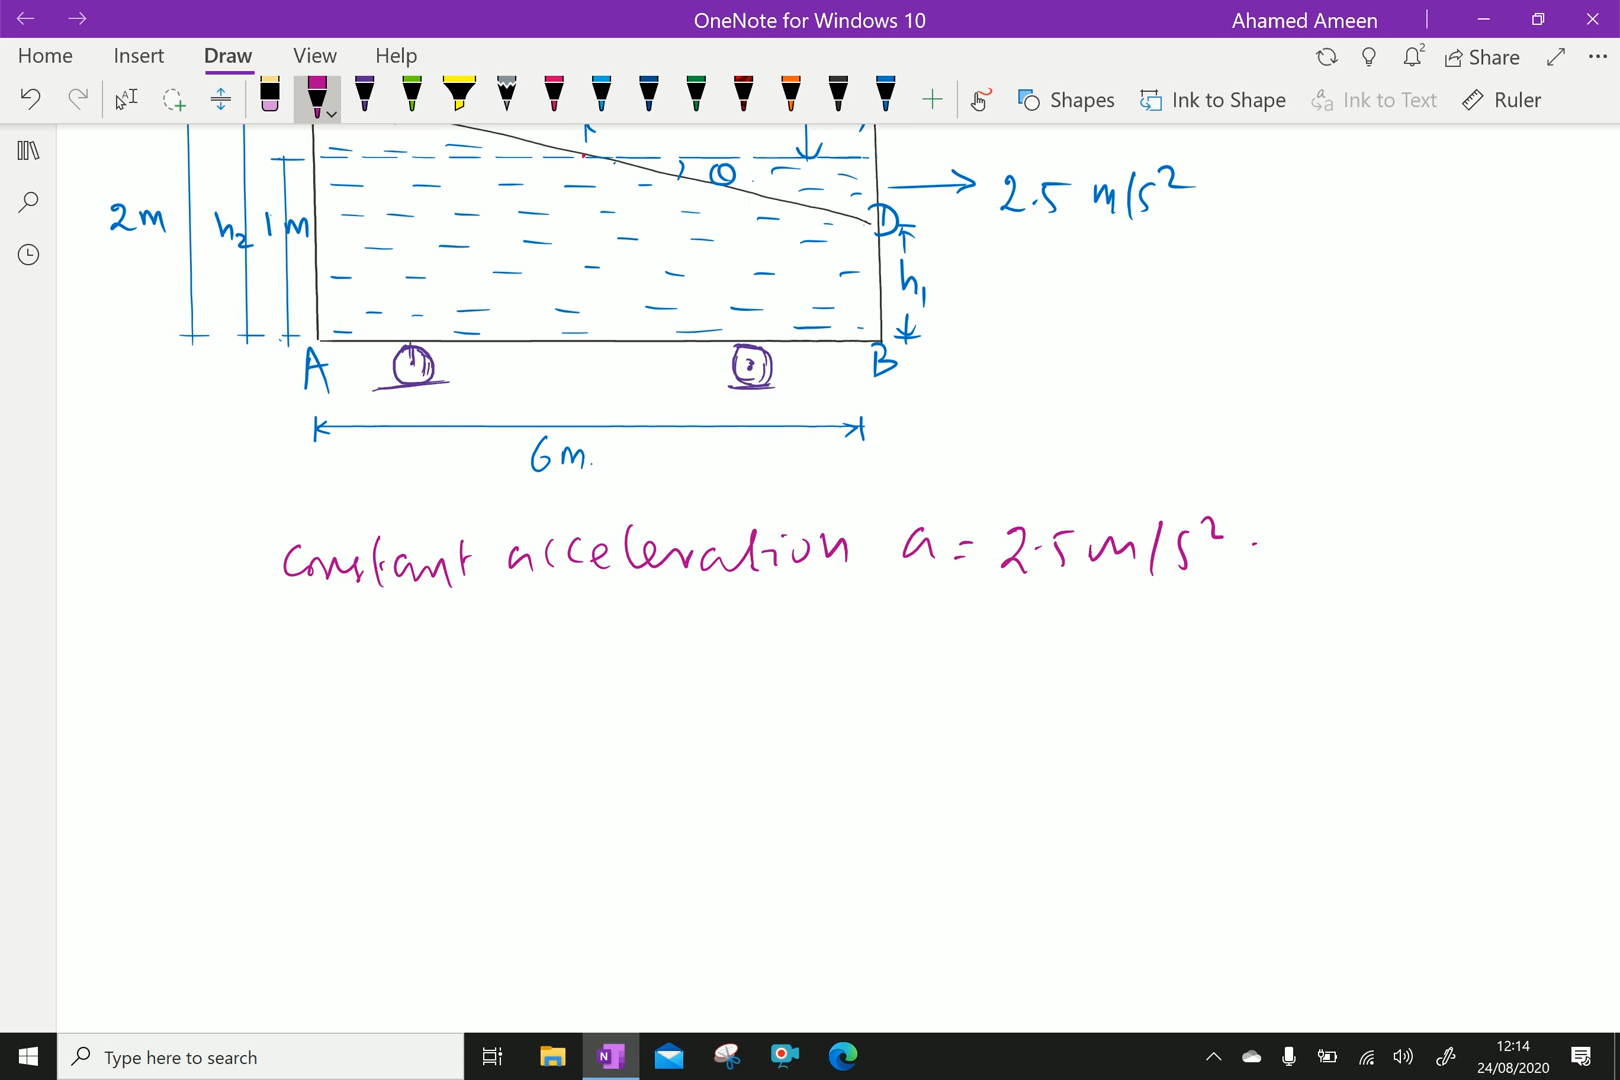 OneNote for Windows 10
Ahamed Ameen
Home Insert Draw View Help
2
Share
Shapes
Ink to Shape
Ink to Text
Ruler
2m h2 1m
θ
D
2.5 m/s²
h1
A
B
6m.
constant acceleration a = 2.5 m/s².
Type here to search
12:14
24/08/2020